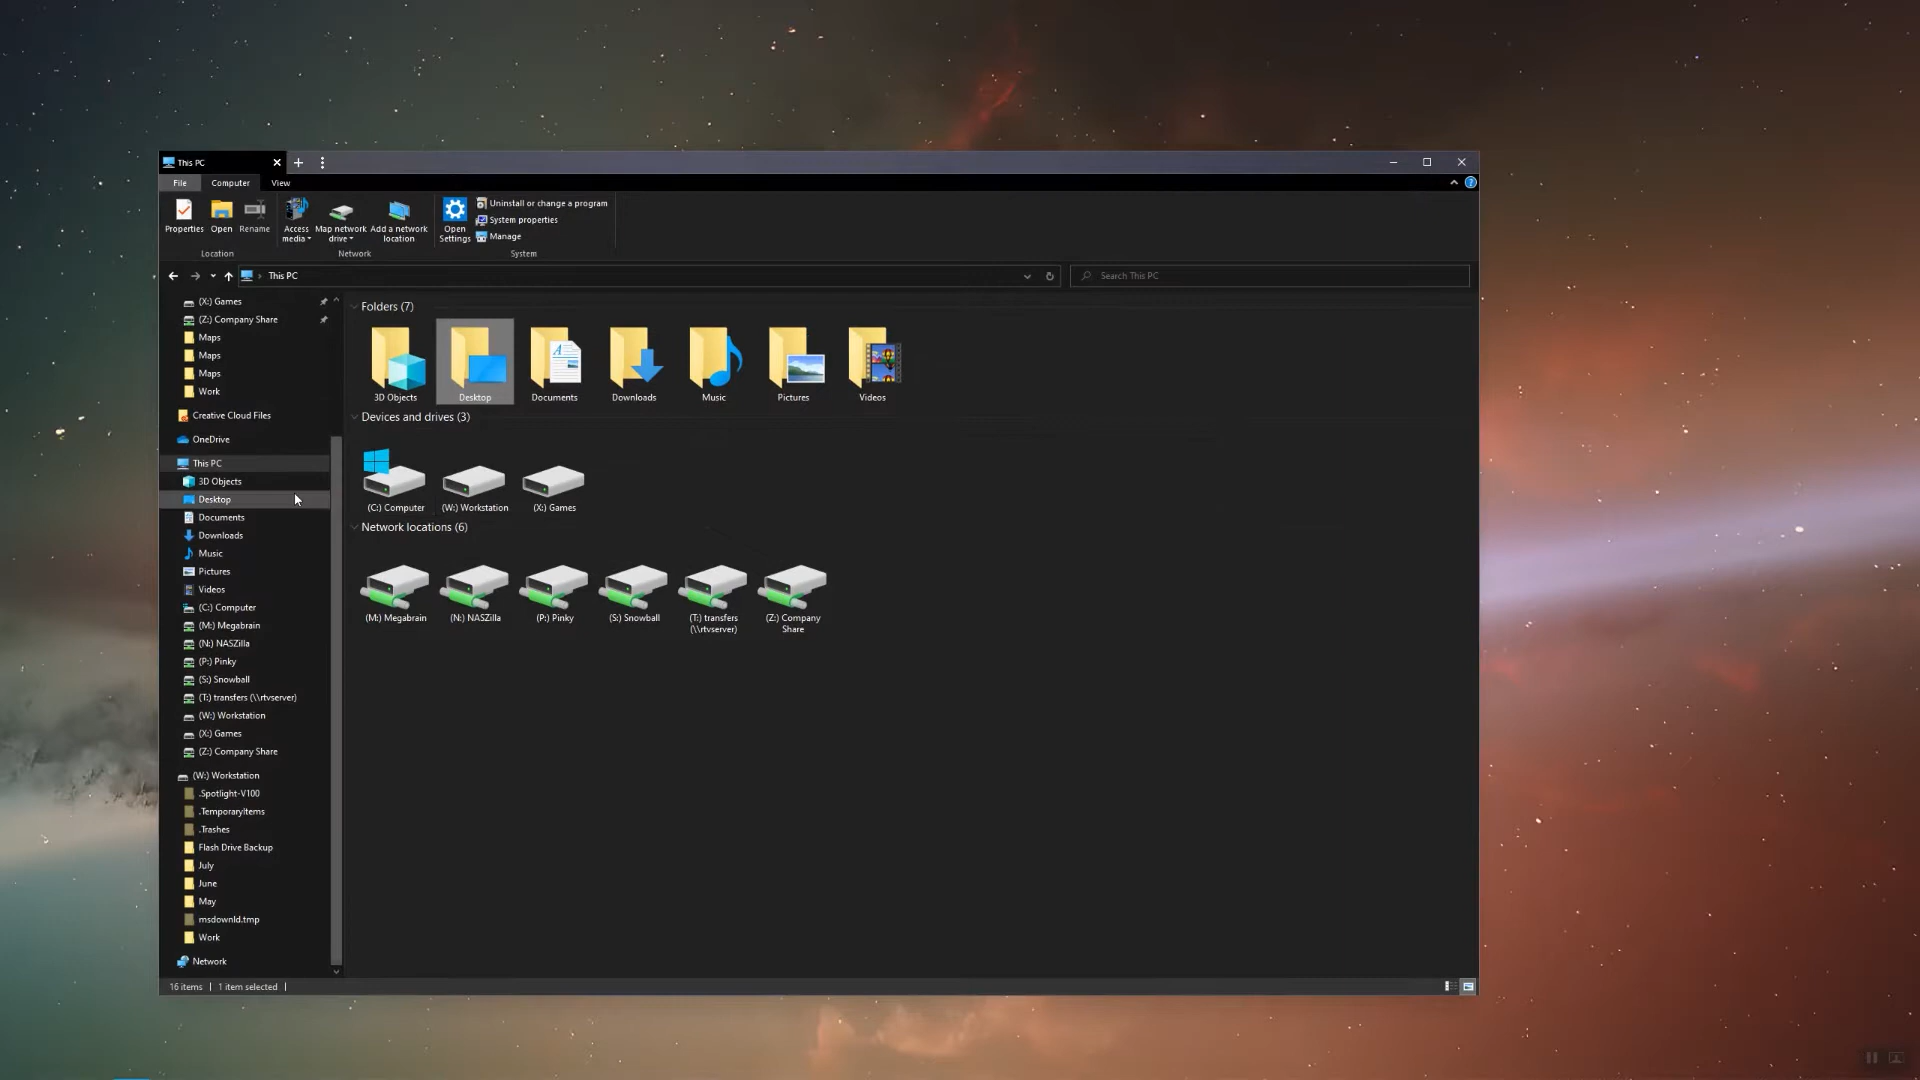 This PC
File
Computer
View
Properties
Open
Rename
Access media
Map network drive
Add a network location
Open Settings
Uninstall or change a program
System properties
Manage
Location
Network
System
This PC
Search This PC
(X:) Games
(Z:) Company Share
Maps
Maps
Maps
Work
Creative Cloud Files
OneDrive
This PC
3D Objects
Desktop
Documents
Downloads
Music
Pictures
Videos
(C:) Computer
(M:) Megabrain
(N:) NASZilla
(P:) Pinky
(S:) Snowball
(T:) transfers (\\rtvserver)
(W:) Workstation
(X:) Games
(Z:) Company Share
(W:) Workstation
.Spotlight-V100
.TemporaryItems
.Trashes
Flash Drive Backup
July
June
May
msdownld.tmp
Work
Network
Folders (7)
3D Objects
Desktop
Documents
Downloads
Music
Pictures
Videos
Devices and drives (3)
(C:) Computer
(W:) Workstation
(X:) Games
Network locations (6)
(M:) Megabrain
(N:) NASZilla
(P:) Pinky
(S:) Snowball
(T:) transfers
(\\rtvserver)
(Z:) Company
Share
16 items
1 item selected